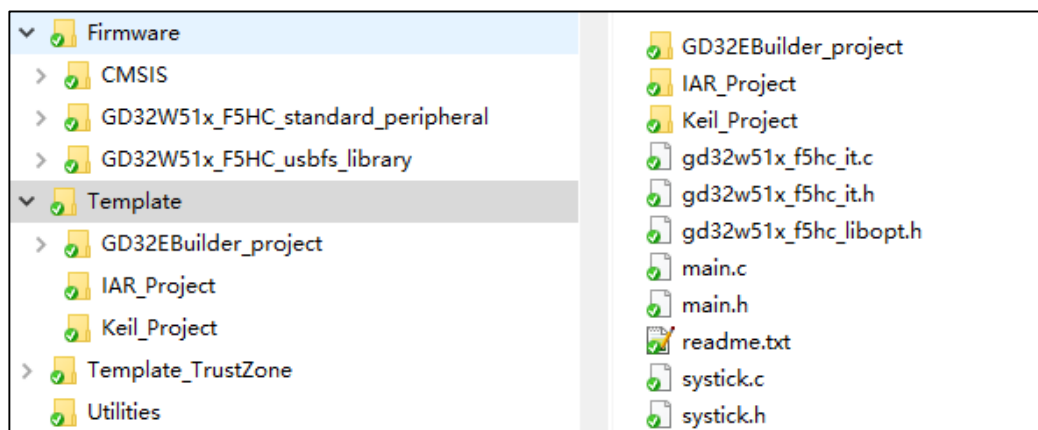 Firmware
CMSIS
GD32W51x_F5HC_standard_peripheral
GD32W51x_F5HC_usbfs_library
Template
GD32EBuilder_project
IAR_Project
Keil_Project
Template_TrustZone
Utilities
GD32EBuilder_project
IAR_Project
Keil_Project
gd32w51x_f5hc_it.c
gd32w51x_f5hc_it.h
gd32w51x_f5hc_libopt.h
main.c
main.h
readme.txt
systick.c
systick.h